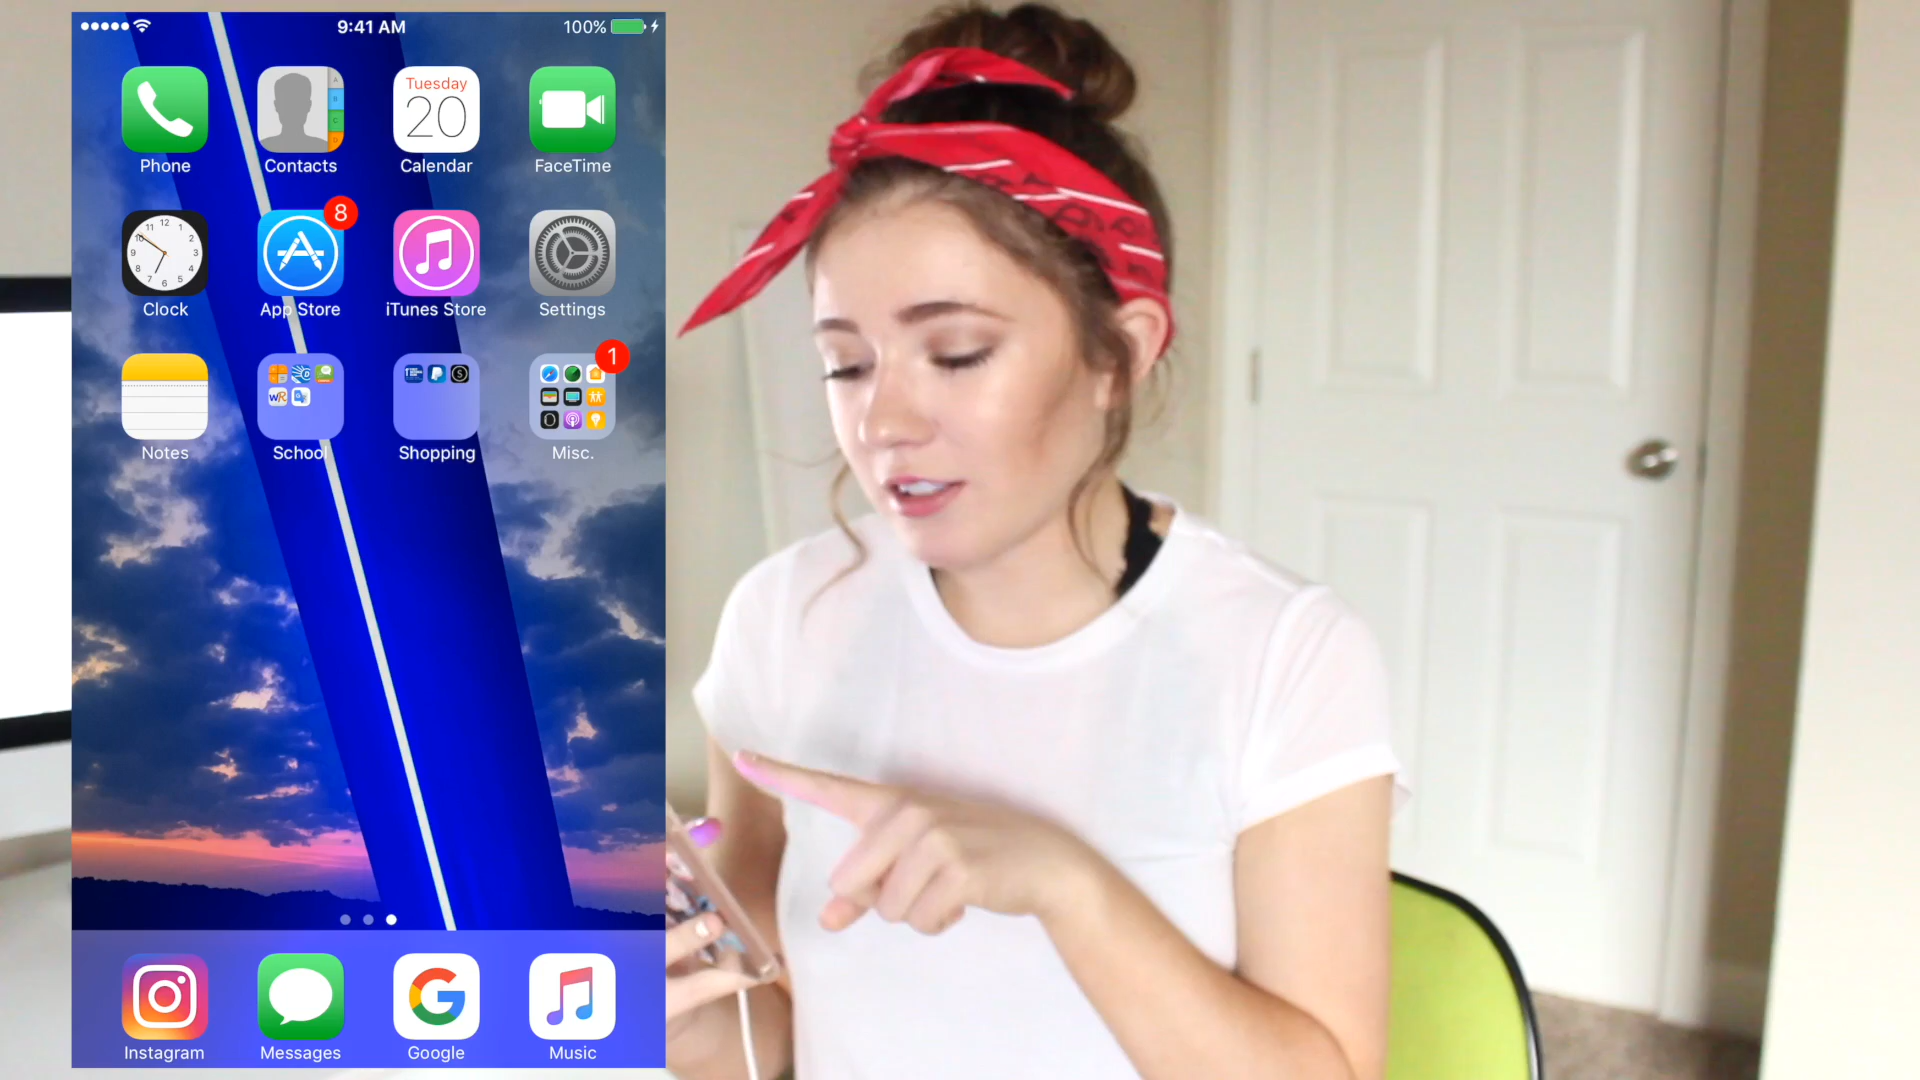 9:41 AM 100%
Tuesday
20
Phone Contacts Calendar FaceTime
8
Clock App Store iTunes Store Settings
1
Notes School Shopping Misc.
Instagram Messages Google Music